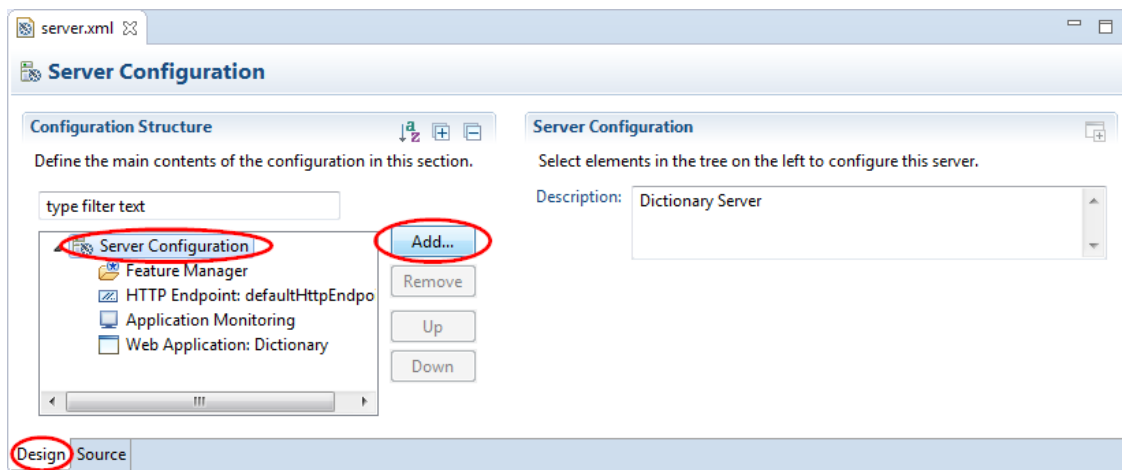 server.xml
Server Configuration
Configuration Structure
Define the main contents of the configuration in this section.
type filter text
Server Configuration
Feature Manager
HTTP Endpoint: defaultHttpEndpo
Application Monitoring
Web Application: Dictionary
Add...
Remove
Up
Down
Server Configuration
Select elements in the tree on the left to configure this server.
Description: Dictionary Server
Design Source